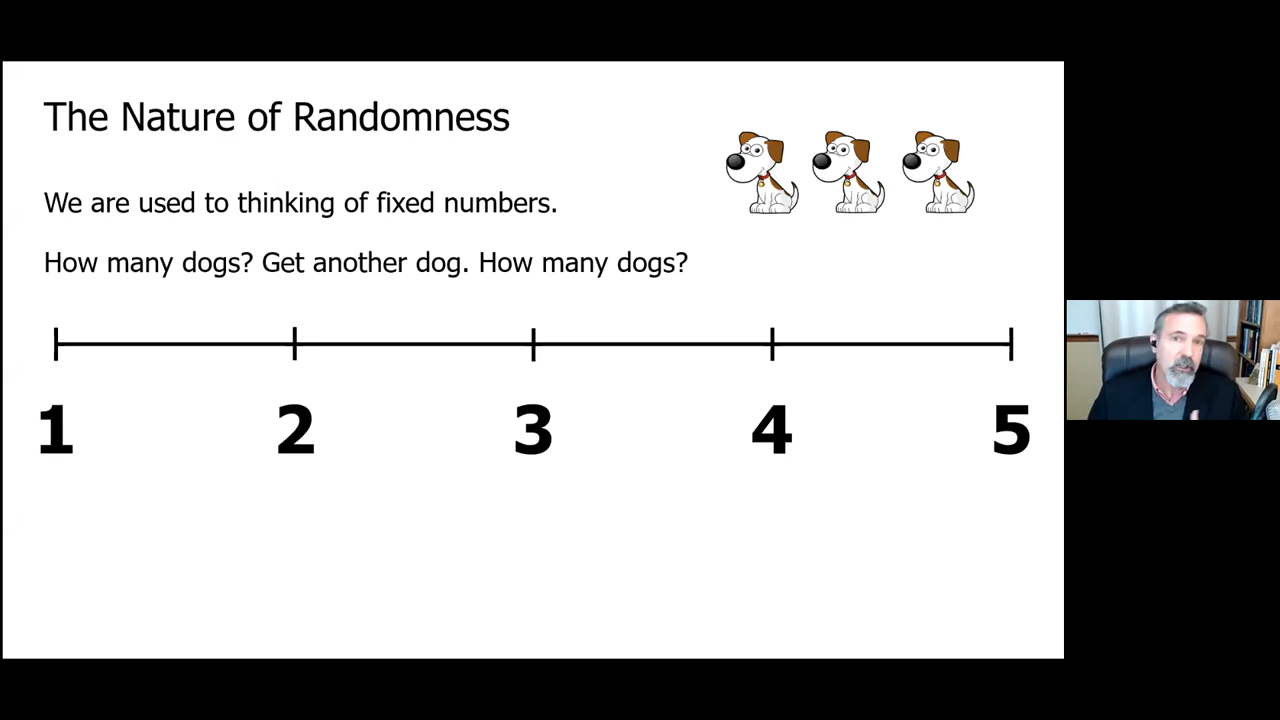 The Nature of Randomness
We are used to thinking of fixed numbers.
How many dogs? Get another dog. How many dogs?
1 2 3 4 5